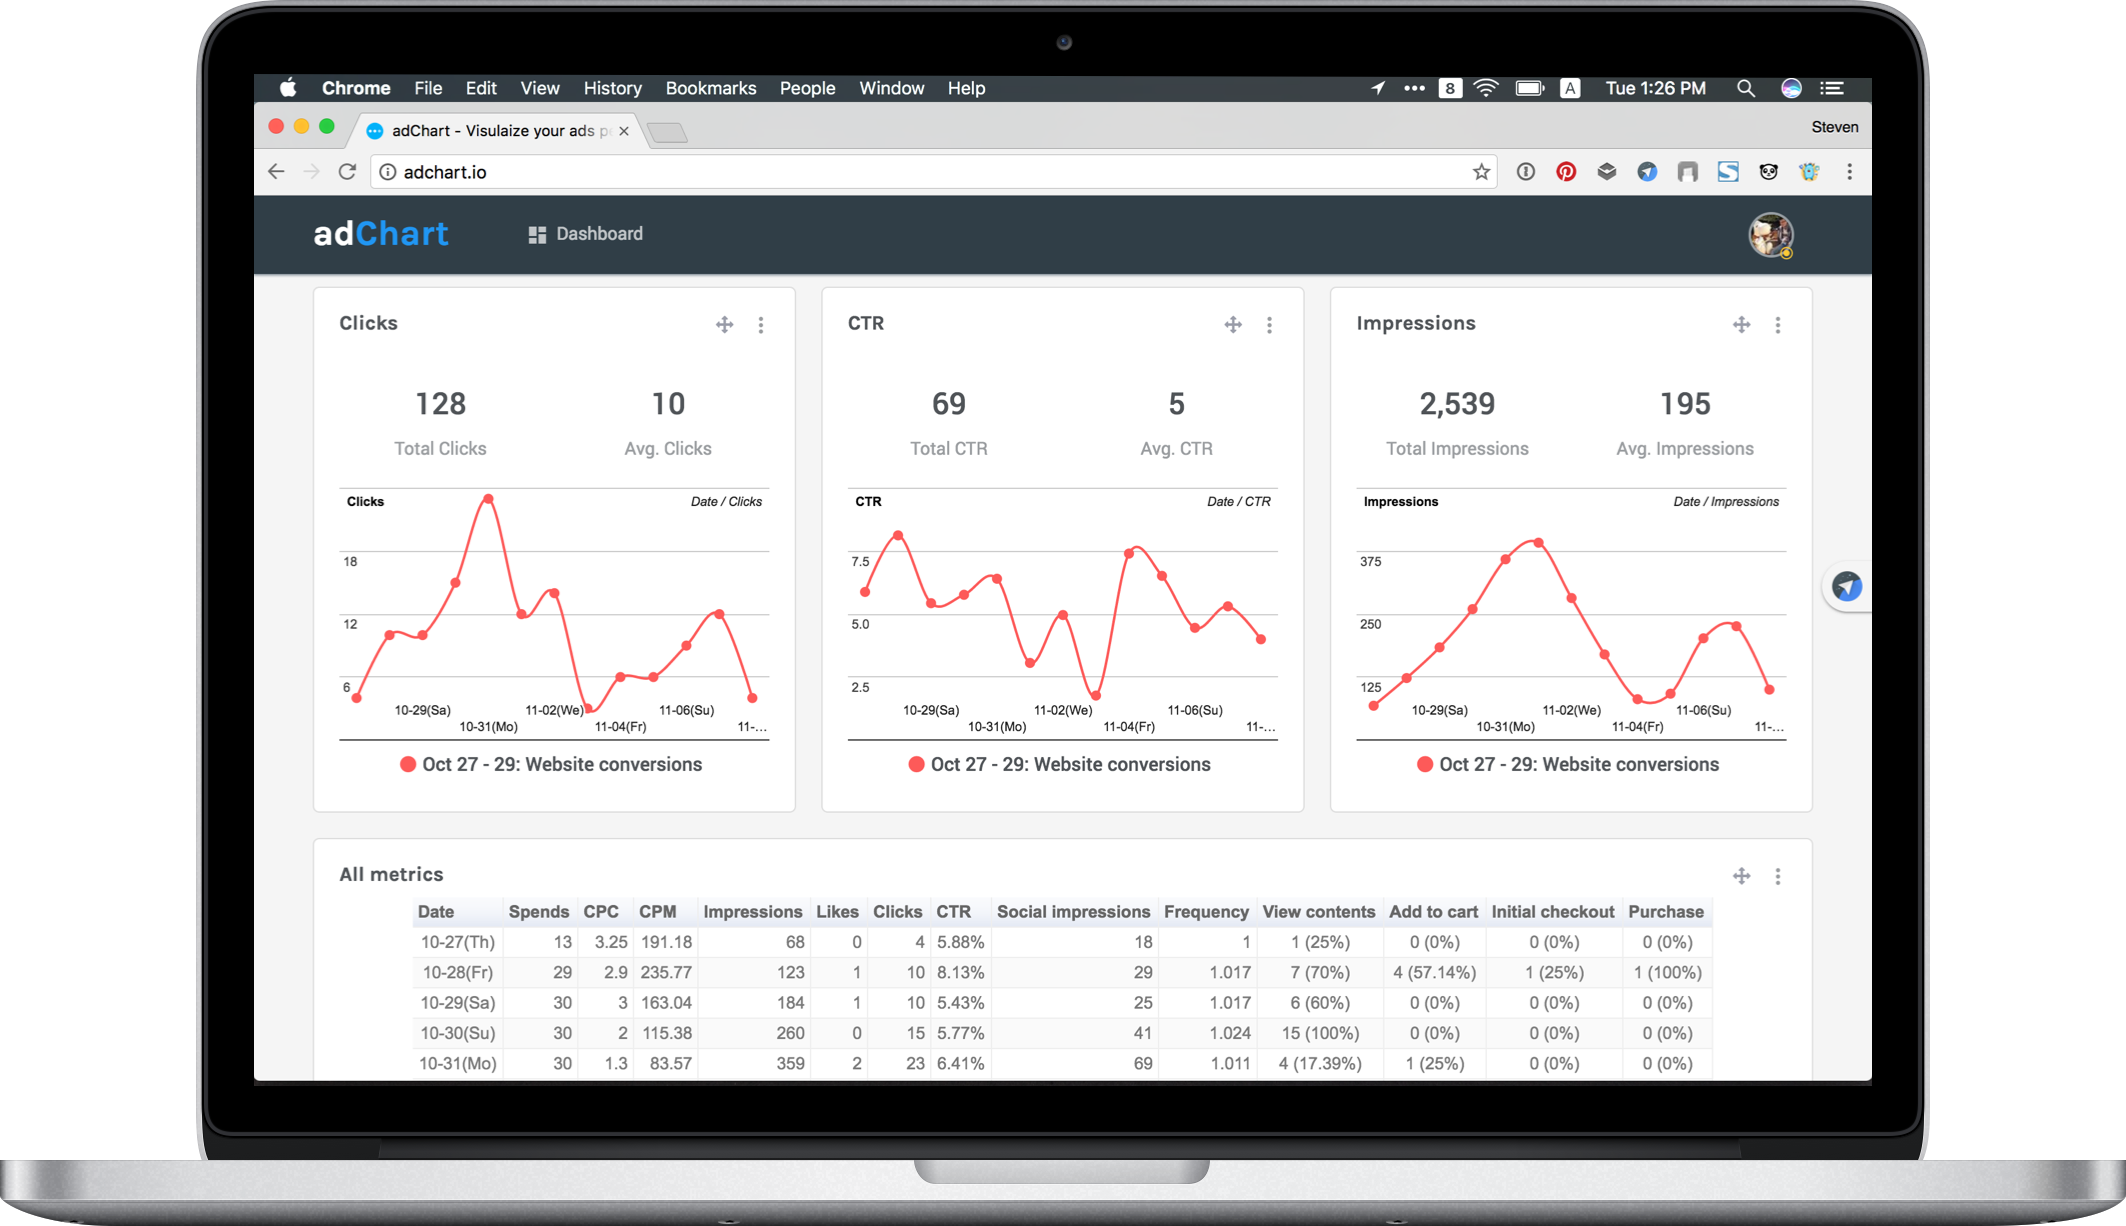 Chrome File Edit View History Bookmarks People Window Help 8 A Tue 1:26 PM
adChart - Visulaize your ads Steven
adchart.io
adChart Dashboard
Clicks
128 10
Total Clicks Avg. Clicks
Clicks Date / Clicks
18
12
6
10-29(Sa) 11-02(We) 11-06(Su)
10-31(Mo) 11-04(Fr) 11-...
Oct 27 - 29: Website conversions
CTR
69 5
Total CTR Avg. CTR
CTR Date / CTR
7.5
5.0
2.5
10-29(Sa) 11-02(We) 11-06(Su)
10-31(Mo) 11-04(Fr) 11-...
Oct 27 - 29: Website conversions
Impressions
2,539 195
Total Impressions Avg. Impressions
Impressions Date / Impressions
375
250
125
10-29(Sa) 11-02(We) 11-06(Su)
10-31(Mo) 11-04(Fr) 11-...
Oct 27 - 29: Website conversions
All metrics
Date Spends CPC CPM Impressions Likes Clicks CTR Social impressions Frequency View contents Add to cart Initial checkout Purchase
10-27(Th) 13 3.25 191.18 68 0 4 5.88% 18 1 1 (25%) 0 (0%) 0 (0%) 0 (0%)
10-28(Fr) 29 2.9 235.77 123 1 10 8.13% 29 1.017 7 (70%) 4 (57.14%) 1 (25%) 1 (100%)
10-29(Sa) 30 3 163.04 184 1 10 5.43% 25 1.017 6 (60%) 0 (0%) 0 (0%) 0 (0%)
10-30(Su) 30 2 115.38 260 0 15 5.77% 41 1.024 15 (100%) 0 (0%) 0 (0%) 0 (0%)
10-31(Mo) 30 1.3 83.57 359 2 23 6.41% 69 1.011 4 (17.39%) 1 (25%) 0 (0%) 0 (0%)